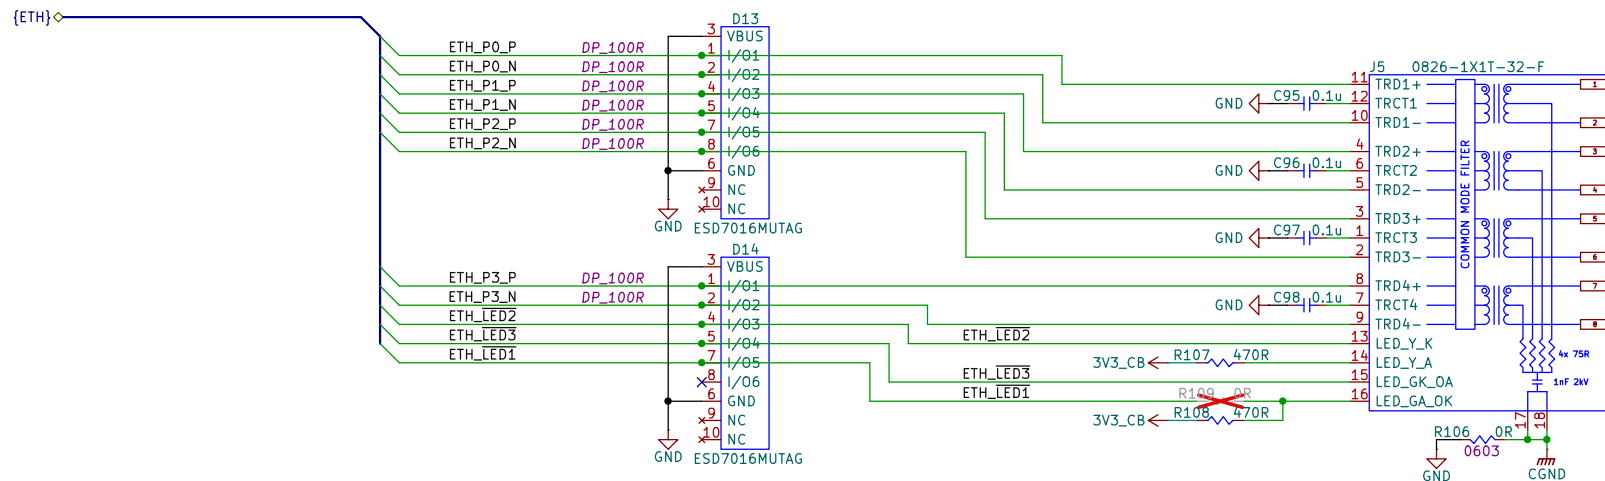 {ETH}
D13
3 VBUS
ETH_P0_P DP_100R 1 I/O1
ETH_P0_N DP_100R 2 I/O2
ETH_P1_P DP_100R 4 I/O3
ETH_P1_N DP_100R 5 I/O4
ETH_P2_P DP_100R 7 I/O5
ETH_P2_N DP_100R 8 I/O6
6 GND
9 NC
10 NC
GND ESD7016MUTAG
D14
3 VBUS
ETH_P3_P DP_100R 1 I/O1
ETH_P3_N DP_100R 2 I/O2
ETH_LED2 4 I/O3
ETH_LED3 5 I/O4
ETH_LED1 7 I/O5
8 I/O6
6 GND
9 NC
10 NC
GND ESD7016MUTAG
J5 0826-1X1T-32-F
11 TRD1+ 1
GND C95 0.1u 12 TRCT1
10 TRD1- 2
4 TRD2+ 3
GND C96 0.1u 6 TRCT2
5 TRD2- 4
3 TRD3+ 5
GND C97 0.1u 1 TRCT3
2 TRD3- 6
8 TRD4+ 7
GND C98 0.1u 7 TRCT4
9 TRD4- 8
COMMON MODE FILTER
ETH_LED2 13 LED_Y_K
3V3_CB R107 470R 14 LED_Y_A
4x 75R
ETH_LED3 15 LED_GK_OA
1nF 2kV
ETH_LED1 R109 0R 16 LED_GA_OK
3V3_CB R108 470R
17 18
R106 0R
0603
GND CGND